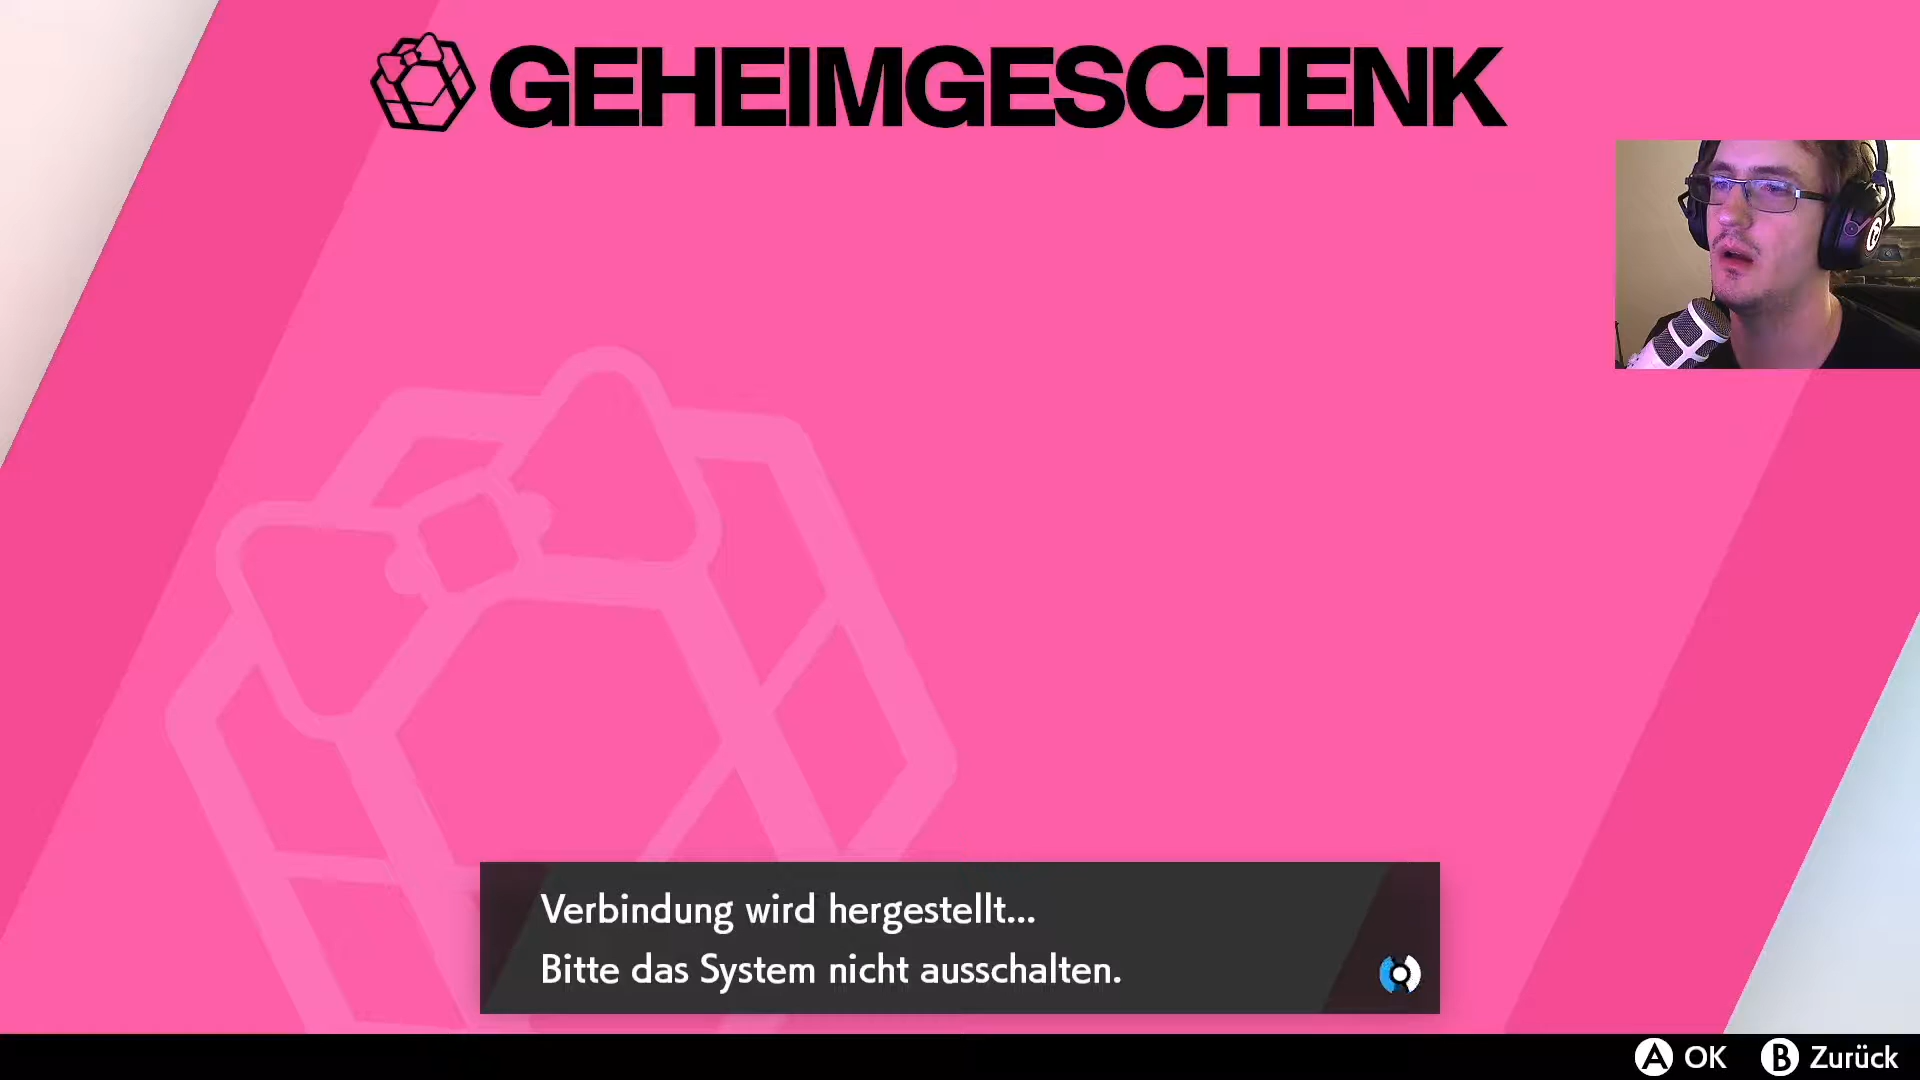 GEHEIMGESCHENK
Verbindung wird hergestellt...
Bitte das System nicht ausschalten.
A OK B Zurück